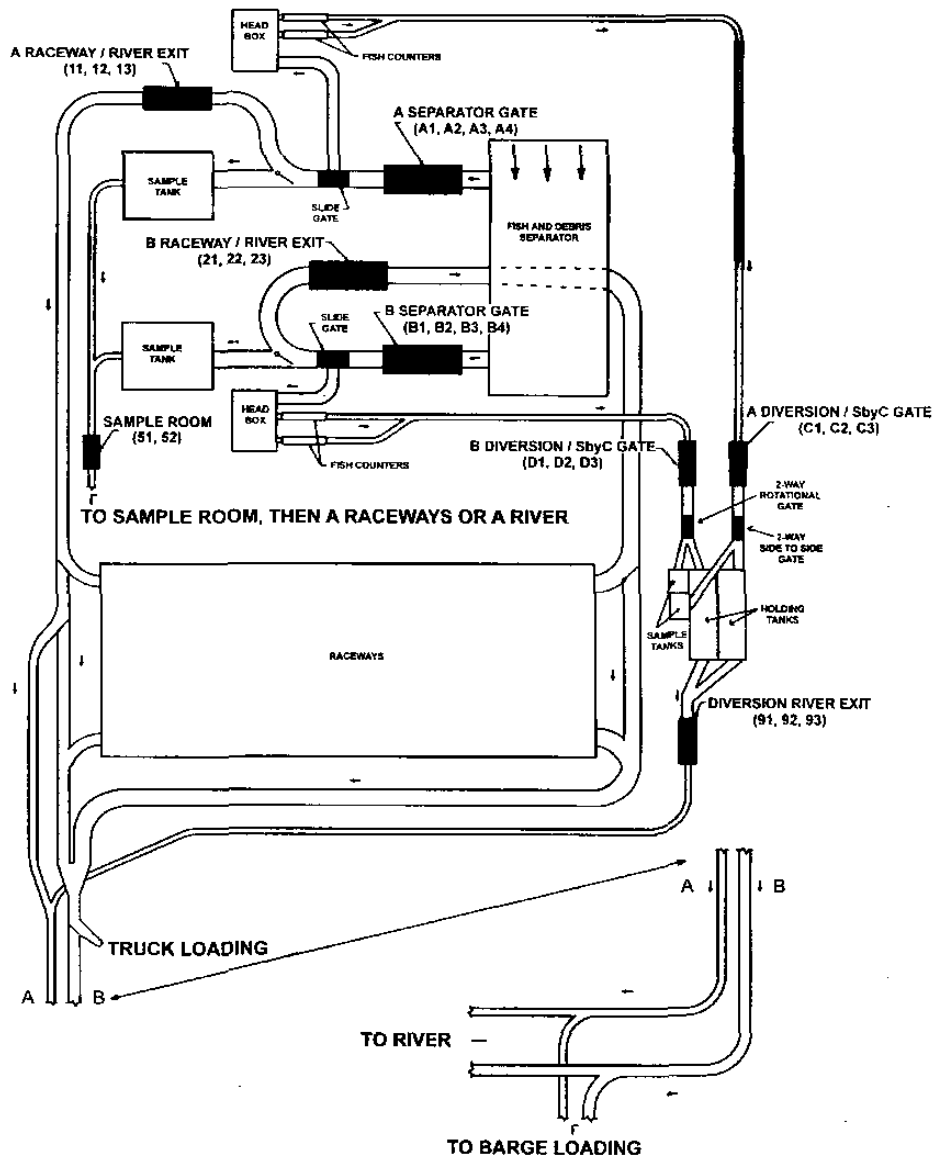 HEAD
BOX
FISH COUNTERS
A RACEWAY / RIVER EXIT
(11, 12, 13)
A SEPARATOR GATE
(A1, A2, A3, A4)
SAMPLE
TANK
SLIDE
GATE
FISH AND DEBRIS
SEPARATOR
B RACEWAY / RIVER EXIT
(21, 22, 23)
SLIDE
GATE
B SEPARATOR GATE
(B1, B2, B3, B4)
SAMPLE
TANK
HEAD
BOX
FISH COUNTERS
SAMPLE ROOM
(51, 52)
A DIVERSION / SbyC GATE
(C1, C2, C3)
B DIVERSION / SbyC GATE
(D1, D2, D3)
2-WAY
ROTATIONAL
GATE
TO SAMPLE ROOM, THEN A RACEWAYS OR A RIVER
2-WAY
SIDE TO SIDE
GATE
HOLDING
TANKS
SAMPLE
TANKS
RACEWAYS
DIVERSION RIVER EXIT
(91, 92, 93)
TRUCK LOADING
A B
A B
TO RIVER
TO BARGE LOADING